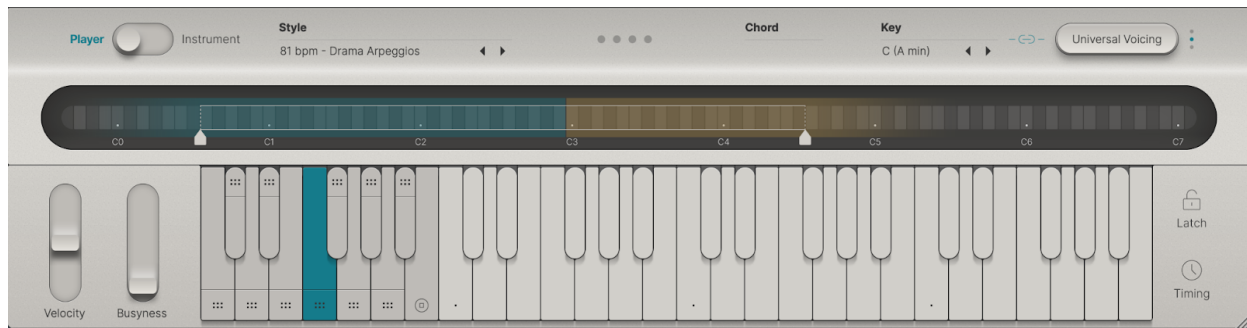 Style
Chord
Key
Player
Instrument
81 bpm - Drama Arpeggios
C (A min)
Universal Voicing
C0
C1
C2
C3
C4
C5
C6
C7
Latch
Timing
Velocity
Busyness